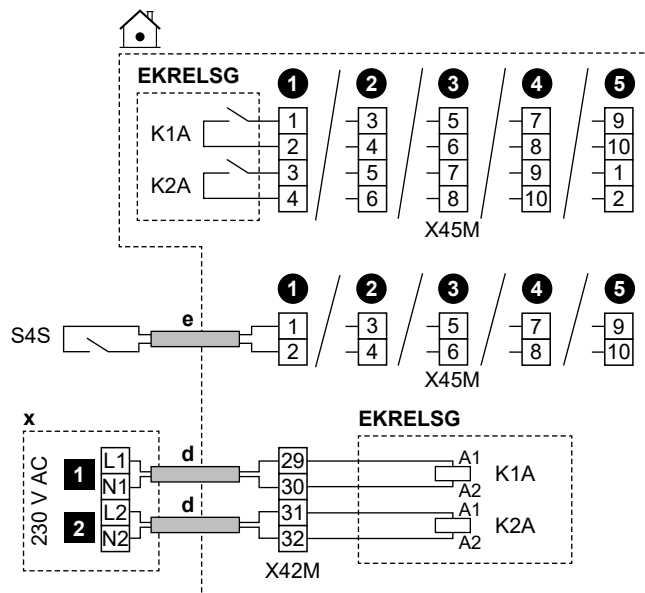 EKRELSG 1 2 3 4 5
K1A 1 3 5 7 9
2 4 6 8 10
K2A 3 5 7 9 1
4 6 8 10 2
X45M
1 2 3 4 5
S4S e 1 3 5 7 9
2 4 6 8 10
X45M
x EKRELSG
230 V AC
1 L1 d 29 A1 K1A
N1 30 A2
2 L2 d 31 A1 K2A
N2 32 A2
X42M